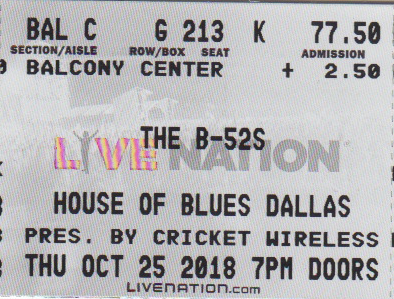 BAL C G 213 K 77.50
SECTION/AISLE ROW/BOX SEAT ADMISSION
BALCONY CENTER + 2.50
THE B-52S
LIVE NATION
HOUSE OF BLUES DALLAS
PRES. BY CRICKET WIRELESS
THU OCT 25 2018 7PM DOORS
LIVENATION.com